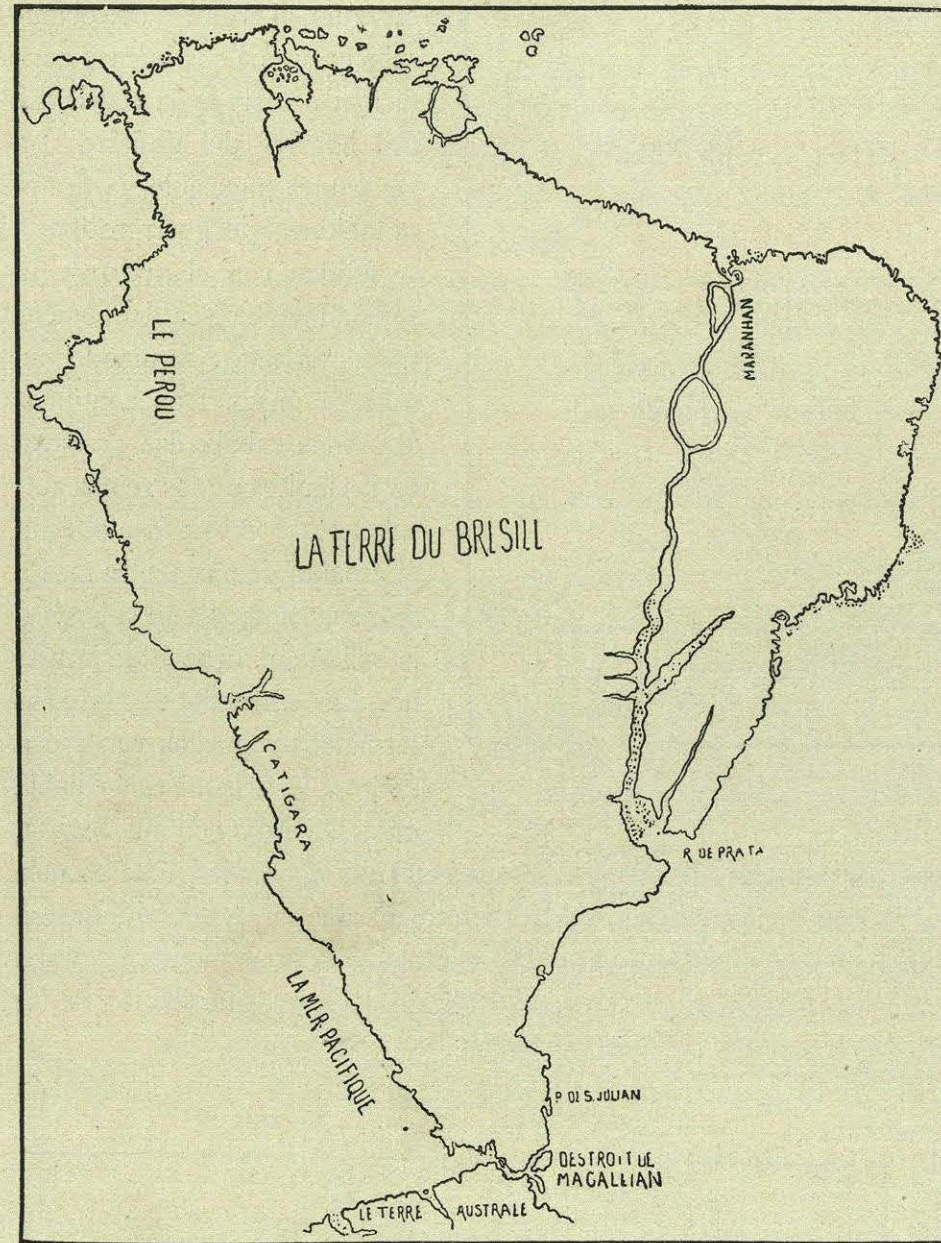 MARANHAN
LE PEROU
LA TERRE DU BRESILL
CATIGARA
R DE PRATA
LA MER PACIFIQUE
P DE S. JULIAN
DESTROIT DE
MAGALLIAN
LE TERRE AUSTRALE